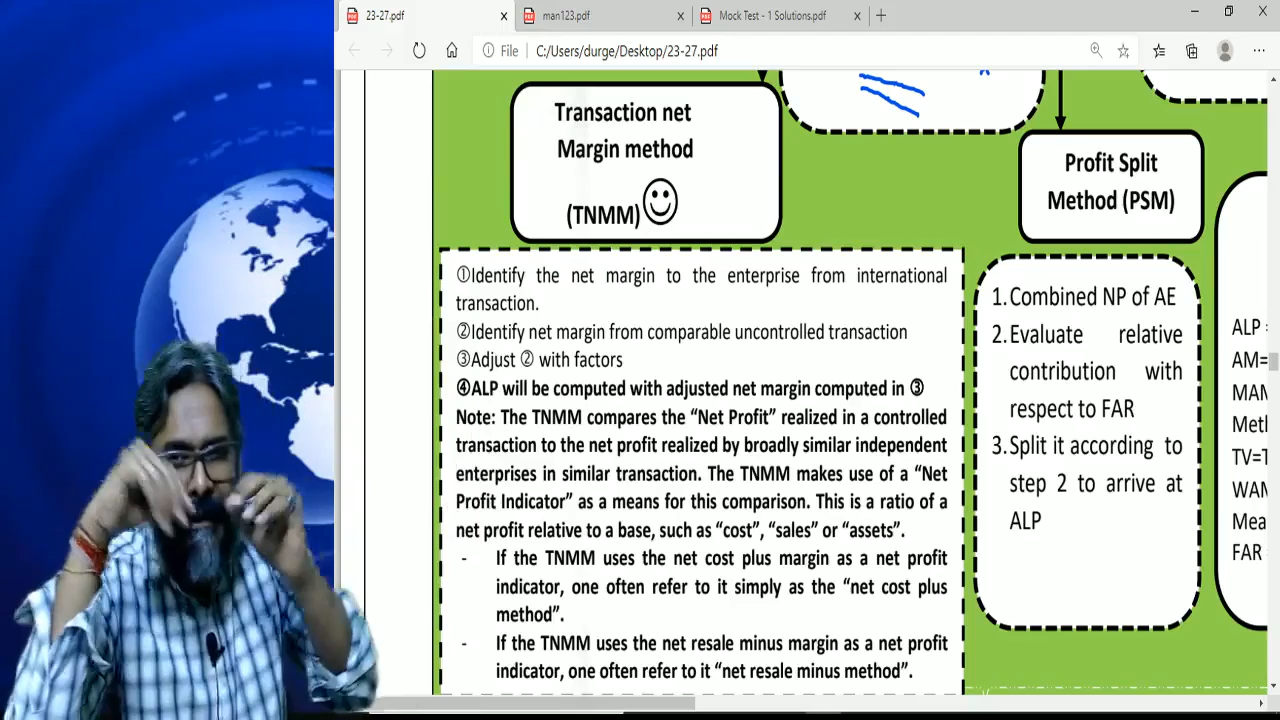 23-27.pdf
man123.pdf
Mock Test - 1 Solutions.pdf
File
C:/Users/durge/Desktop/23-27.pdf
Transaction net
Margin method
(TNMM)
①Identify the net margin to the enterprise from international
transaction.
②Identify net margin from comparable uncontrolled transaction
③Adjust ② with factors
④ALP will be computed with adjusted net margin computed in ③
Note: The TNMM compares the “Net Profit” realized in a controlled
transaction to the net profit realized by broadly similar independent
enterprises in similar transaction. The TNMM makes use of a “Net
Profit Indicator” as a means for this comparison. This is a ratio of a
net profit relative to a base, such as “cost”, “sales” or “assets”.
- If the TNMM uses the net cost plus margin as a net profit
indicator, one often refer to it simply as the “net cost plus
method”.
- If the TNMM uses the net resale minus margin as a net profit
indicator, one often refer to it “net resale minus method”.
Profit Split
Method (PSM)
1. Combined NP of AE
2. Evaluate relative
contribution with
respect to FAR
3. Split it according to
step 2 to arrive at
ALP
ALP
AM=
MAM
Met
TV=T
WAM
Mea
FAR